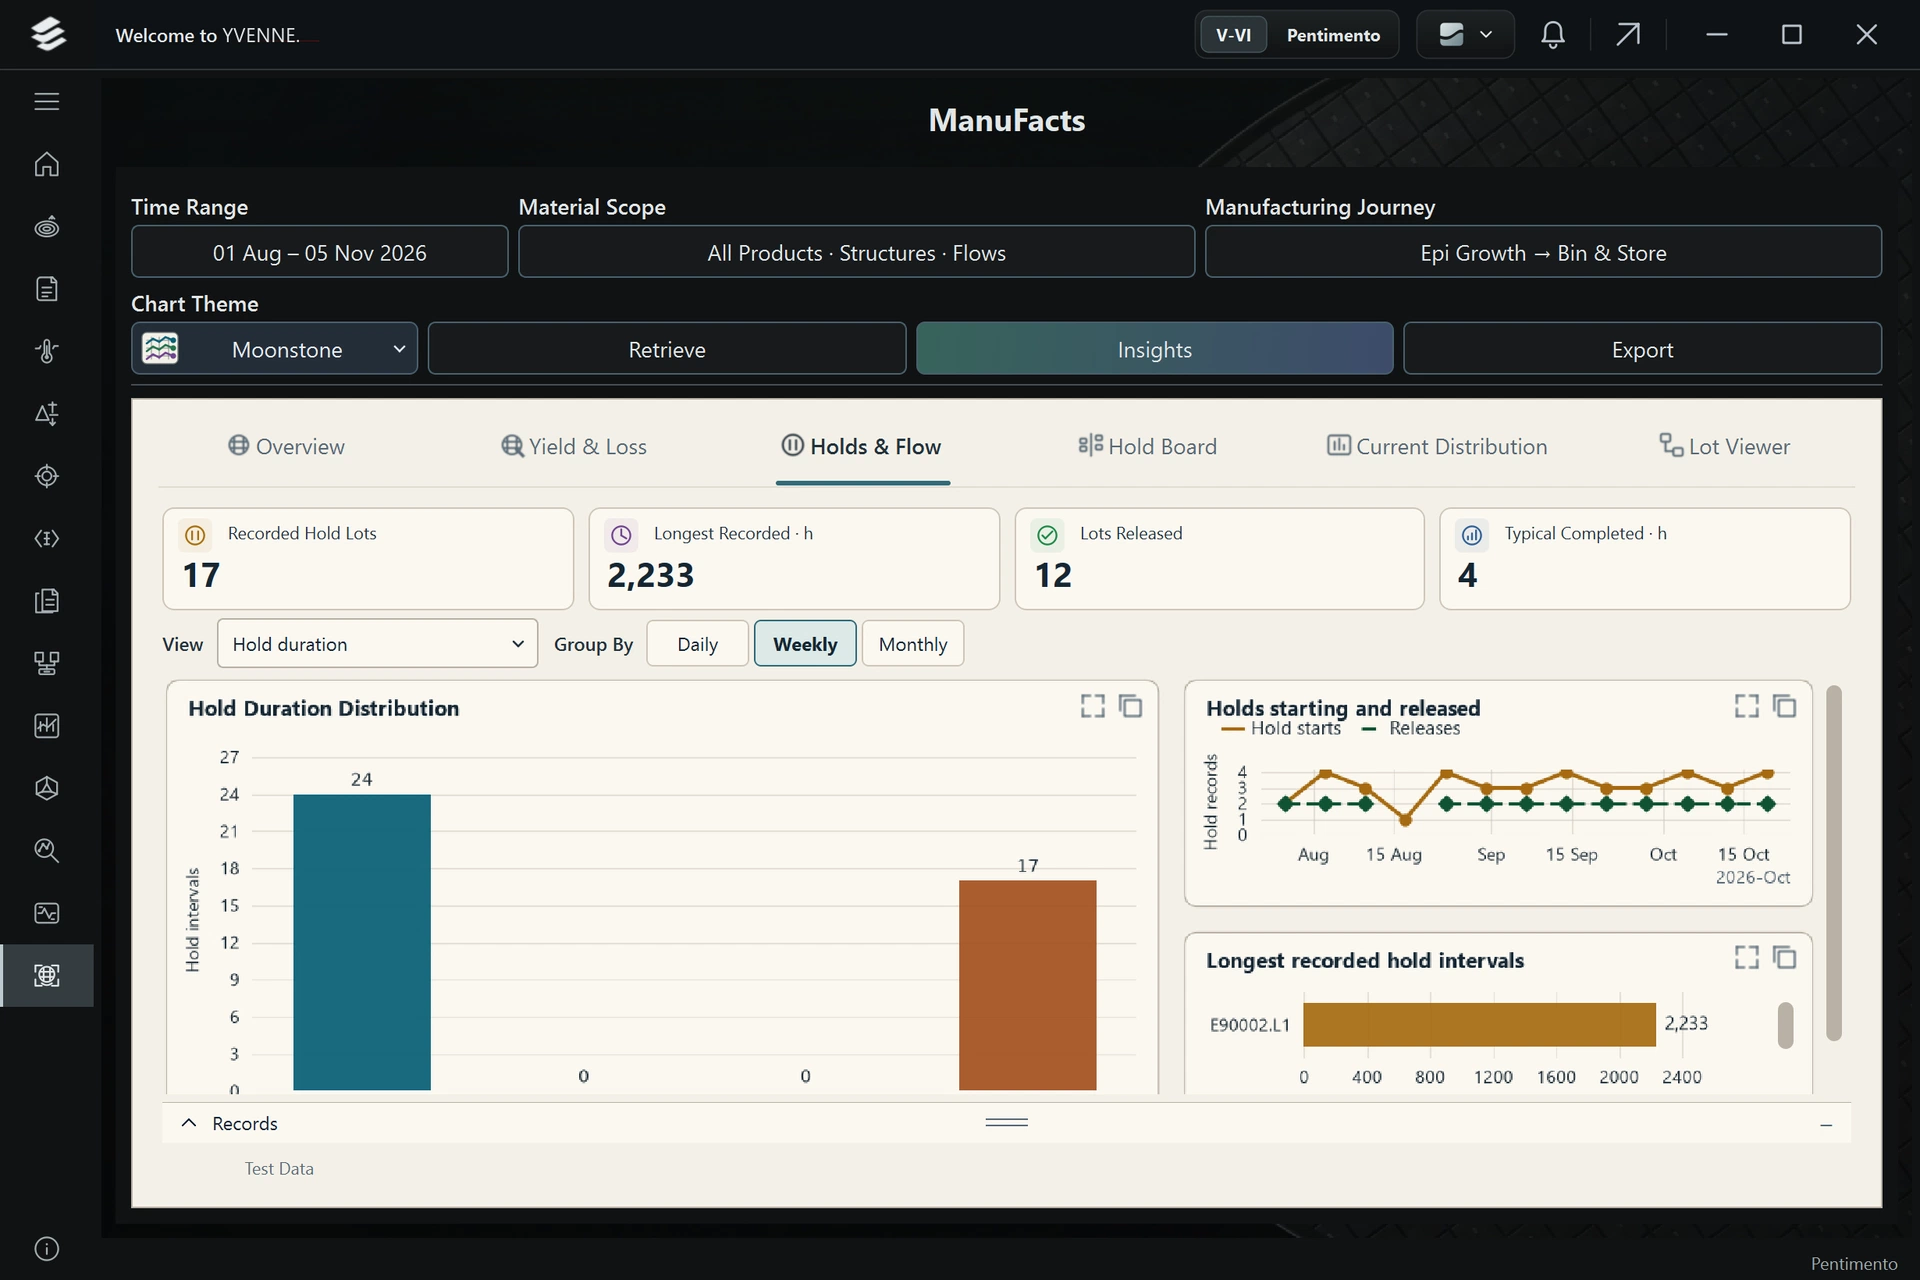 Welcome to YVENNE.
V-VI Pentimento
ManuFacts
Time Range
Material Scope
Manufacturing Journey
01 Aug – 05 Nov 2026
All Products · Structures · Flows
Epi Growth → Bin & Store
Chart Theme
Moonstone
Retrieve
Insights
Export
Overview
Yield & Loss
Holds & Flow
Hold Board
Current Distribution
Lot Viewer
Recorded Hold Lots
17
Longest Recorded · h
2,233
Lots Released
12
Typical Completed · h
4
View
Hold duration
Group By
Daily
Weekly
Monthly
Hold Duration Distribution
27
24
21
18
15
12
9
6
3
0
Hold intervals
24
0
0
17
Holds starting and released
Hold starts
Releases
Hold records
4
3
2
1
0
Aug 15 Aug Sep 15 Sep Oct 15 Oct
2026-Oct
Longest recorded hold intervals
E90002.L1
2,233
0 400 800 1200 1600 2000 2400
Records
Test Data
Pentimento